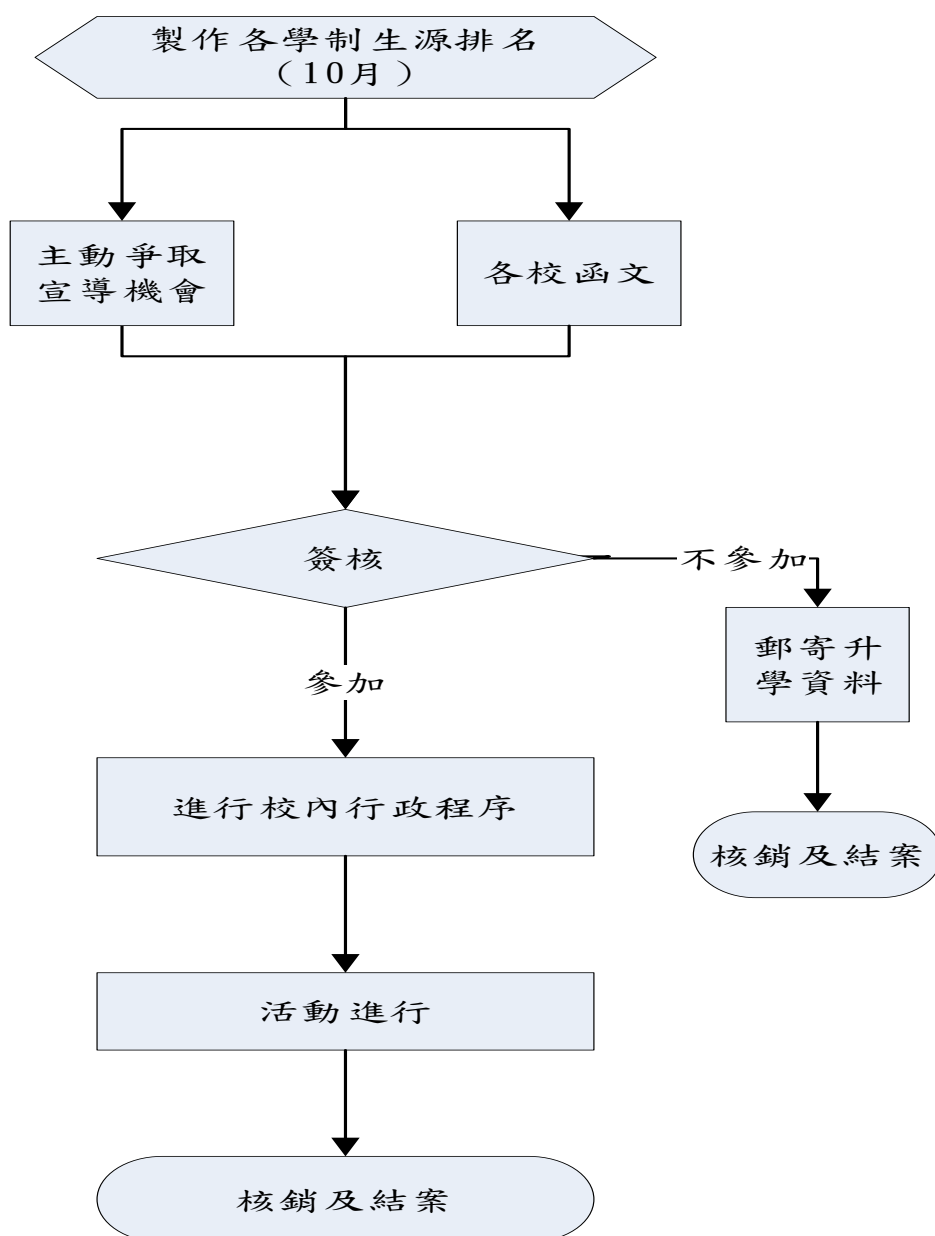 製作各學制生源排名
（10月）
主動爭取
宣導機會
各校函文
簽核
不參加
郵寄升
學資料
參加
進行校內行政程序
核銷及結案
活動進行
核銷及結案